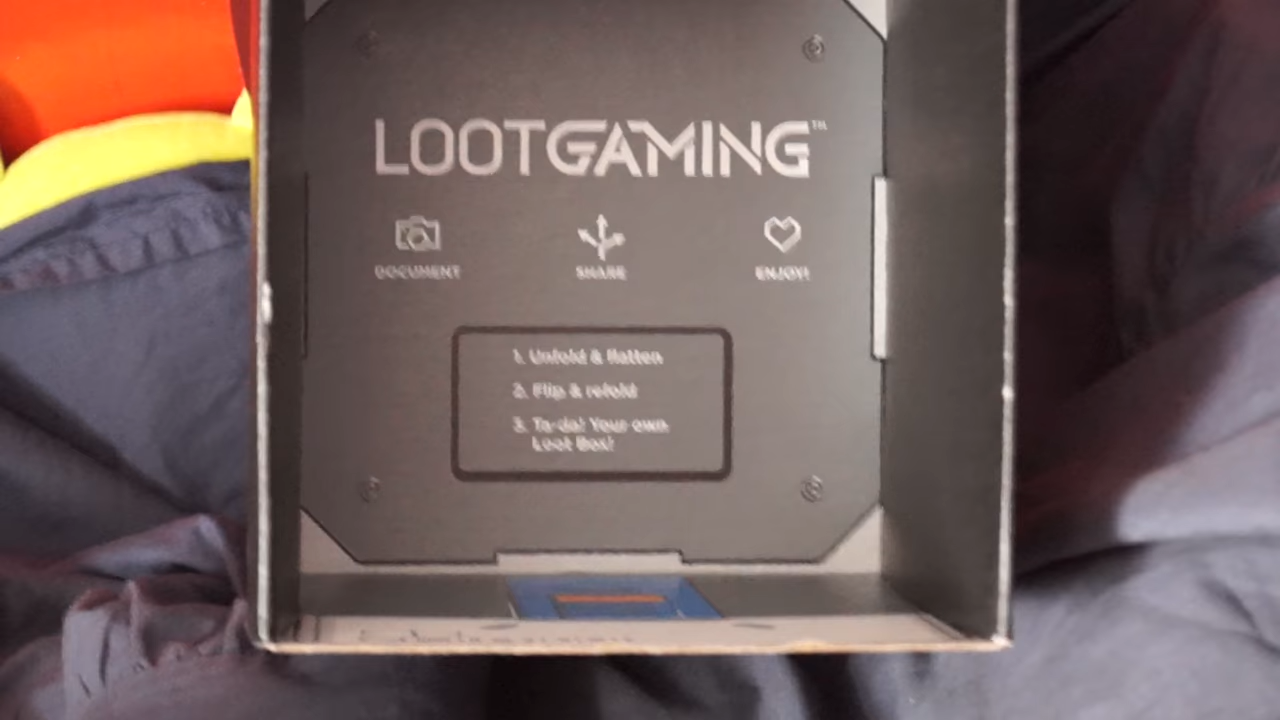 LOOTGAMING™
DOCUMENT
SHARE
ENJOY!
1. Unfold & flatten
2. Flip & refold
3. Ta-da! Your own
Loot Box!